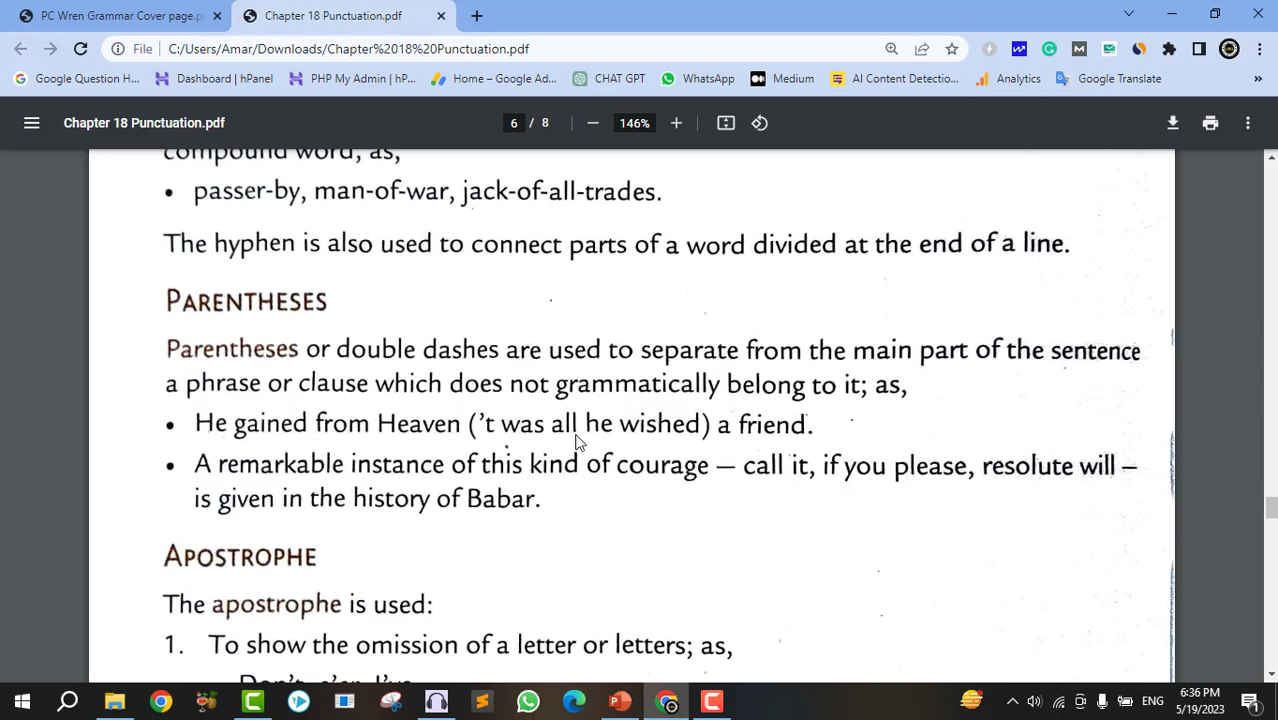 PC Wren Grammar Cover page.p
Chapter 18 Punctuation.pdf
File
C:/Users/Amar/Downloads/Chapter%2018%20Punctuation.pdf
Google Question H...
Dashboard | hPanel
PHP My Admin | hP...
Home – Google Ad...
CHAT GPT
WhatsApp
Medium
AI Content Detectio...
Analytics
Google Translate
»
Chapter 18 Punctuation.pdf
6 / 8
146%
compound word, as,
• passer-by, man-of-war, jack-of-all-trades.
The hyphen is also used to connect parts of a word divided at the end of a line.
PARENTHESES
Parentheses or double dashes are used to separate from the main part of the sentence
a phrase or clause which does not grammatically belong to it; as,
• He gained from Heaven (’t was all he wished) a friend.
• A remarkable instance of this kind of courage — call it, if you please, resolute will –
is given in the history of Babar.
APOSTROPHE
The apostrophe is used:
1. To show the omission of a letter or letters; as,
Don't, e'er, I've
ENG
6:36 PM
5/19/2023